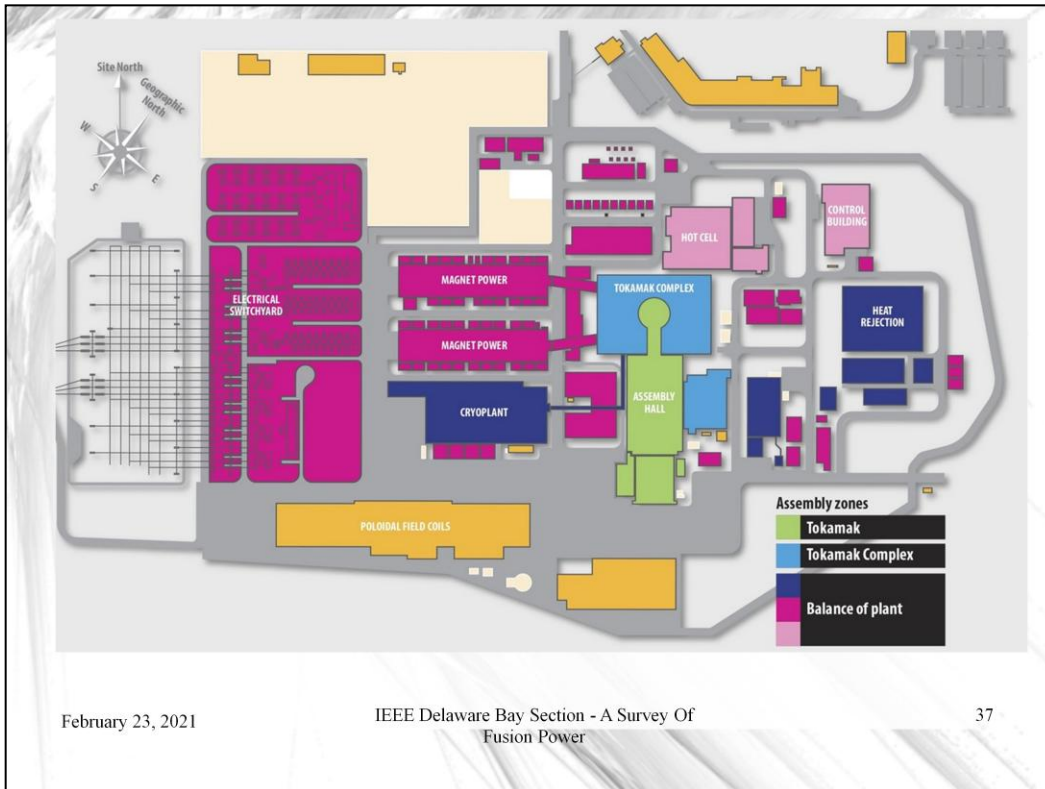 Site North
Geographic
North
W
S
E
ELECTRICAL
SWITCHYARD
MAGNET POWER
MAGNET POWER
CRYOPLANT
POLOIDAL FIELD COILS
HOT CELL
TOKAMAK COMPLEX
ASSEMBLY
HALL
CONTROL
BUILDING
HEAT
REJECTION
Assembly zones
Tokamak
Tokamak Complex
Balance of plant
February 23, 2021
IEEE Delaware Bay Section - A Survey Of
Fusion Power
37